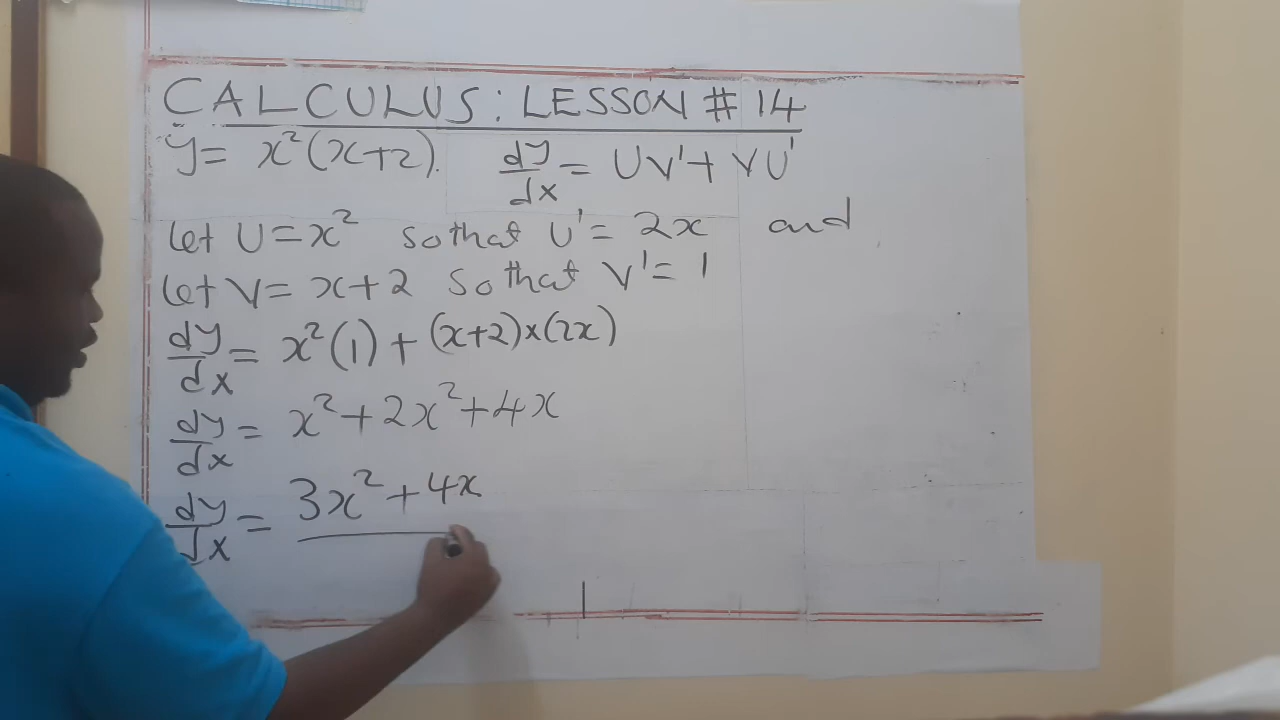 CALCULUS: LESSON # 14
y = x²(x+2). dy/dx = UV' + VU'
Let U = x² so that U' = 2x and
Let V = x+2 so that V' = 1
dy/dx = x²(1) + (x+2)×(2x)
dy/dx = x² + 2x² + 4x
dy/dx = 3x² + 4x